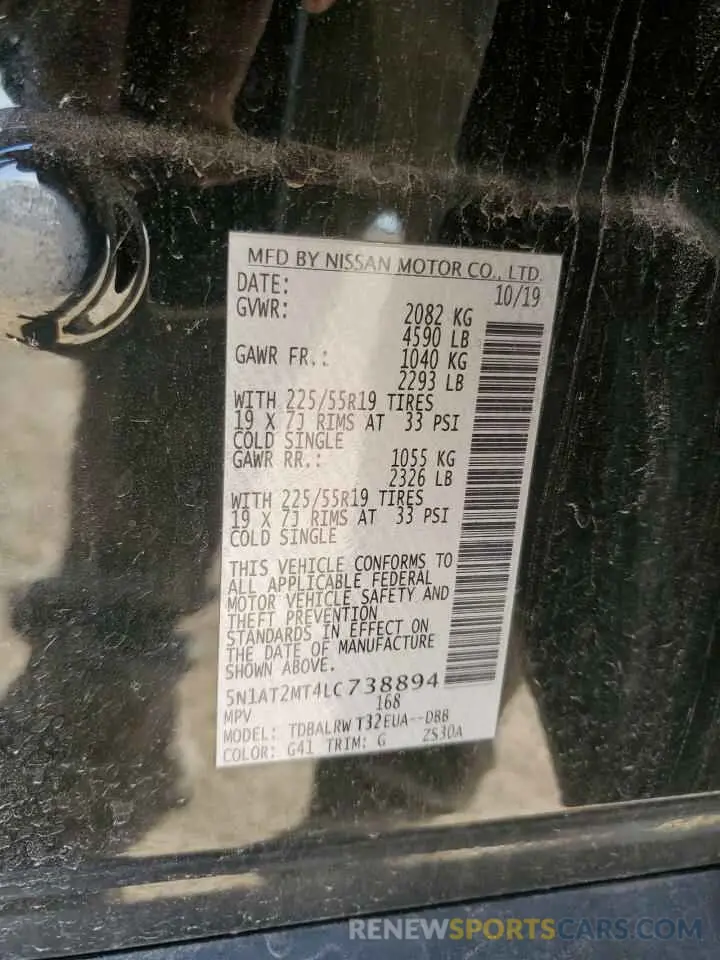 MFD BY NISSAN MOTOR CO., LTD.
DATE: 10/19
GVWR: 2082 KG
4590 LB
GAWR FR.: 1040 KG
2293 LB
WITH 225/55R19 TIRES
19 X 7J RIMS AT 33 PSI
COLD SINGLE
GAWR RR.: 1055 KG
2326 LB
WITH 225/55R19 TIRES
19 X 7J RIMS AT 33 PSI
COLD SINGLE
THIS VEHICLE CONFORMS TO
ALL APPLICABLE FEDERAL
MOTOR VEHICLE SAFETY AND
THEFT PREVENTION
STANDARDS IN EFFECT ON
THE DATE OF MANUFACTURE
SHOWN ABOVE.
5N1AT2MT4LC738894
MPV 168
MODEL: TDBALRW T32EUA--DBB
COLOR: G41 TRIM: G ZS30A
RENEWSPORTSCARS.COM